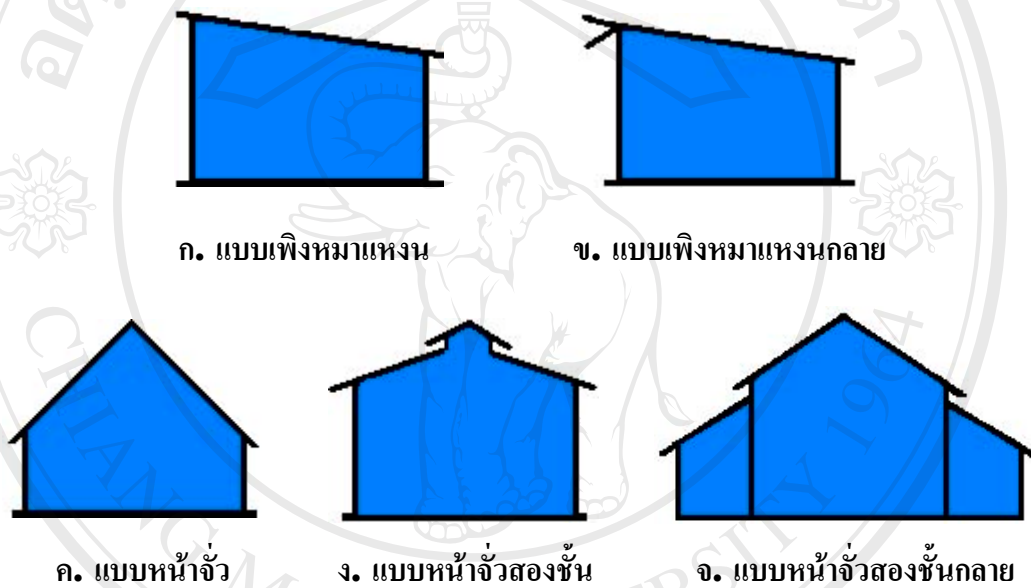 ก. แบบเพิงหมาแหงน
ข. แบบเพิงหมาแหงนกลาย
ค. แบบหน้าจั่ว
ง. แบบหน้าจั่วสองชั้น
จ. แบบหน้าจั่วสองชั้นกลาย